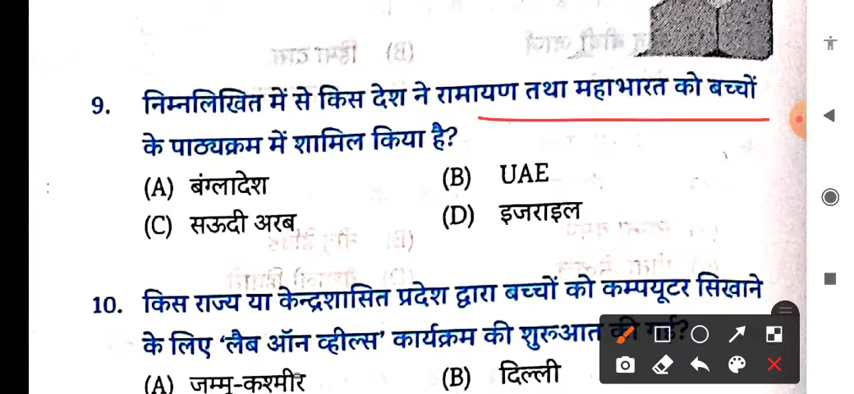 9. निम्नलिखित में से किस देश ने रामायण तथा महाभारत को बच्चों
के पाठ्यक्रम में शामिल किया है?
(A) बंग्लादेश (B) UAE
(C) सऊदी अरब (D) इजराइल
10. किस राज्य या केन्द्रशासित प्रदेश द्वारा बच्चों को कम्पयूटर सिखाने
के लिए ‘लैब ऑन व्हील्स’ कार्यक्रम की शुरूआत की गई?
(A) जम्मू-कश्मीर (B) दिल्ली